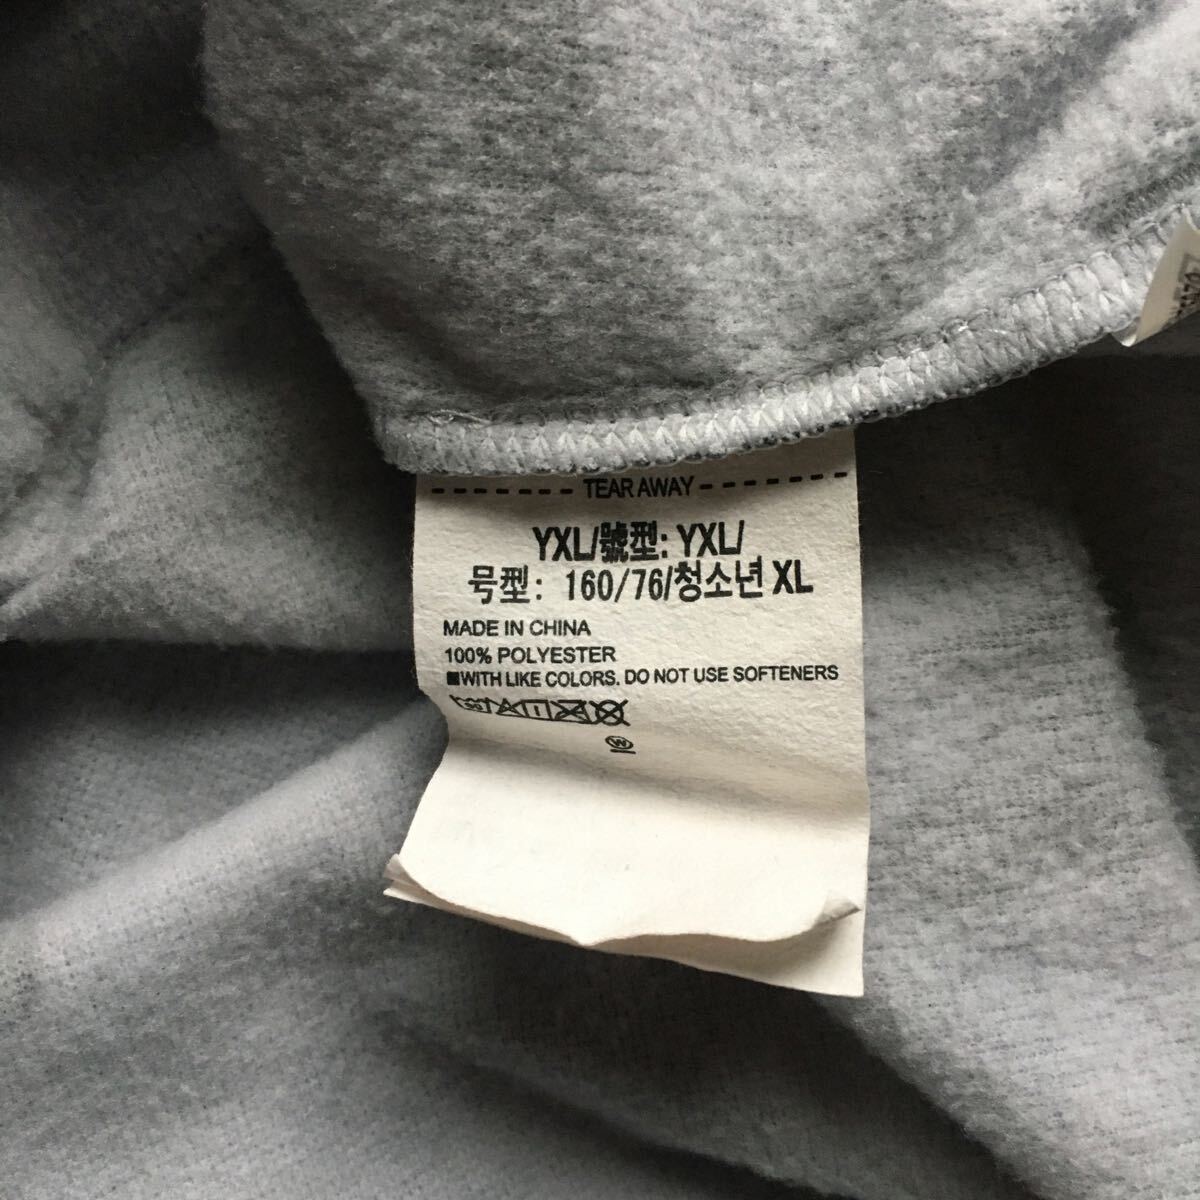 TEAR AWAY
YXL/號型: YXL/
号型: 160/76/청소년 XL
MADE IN CHINA
100% POLYESTER
■WITH LIKE COLORS. DO NOT USE SOFTENERS
W